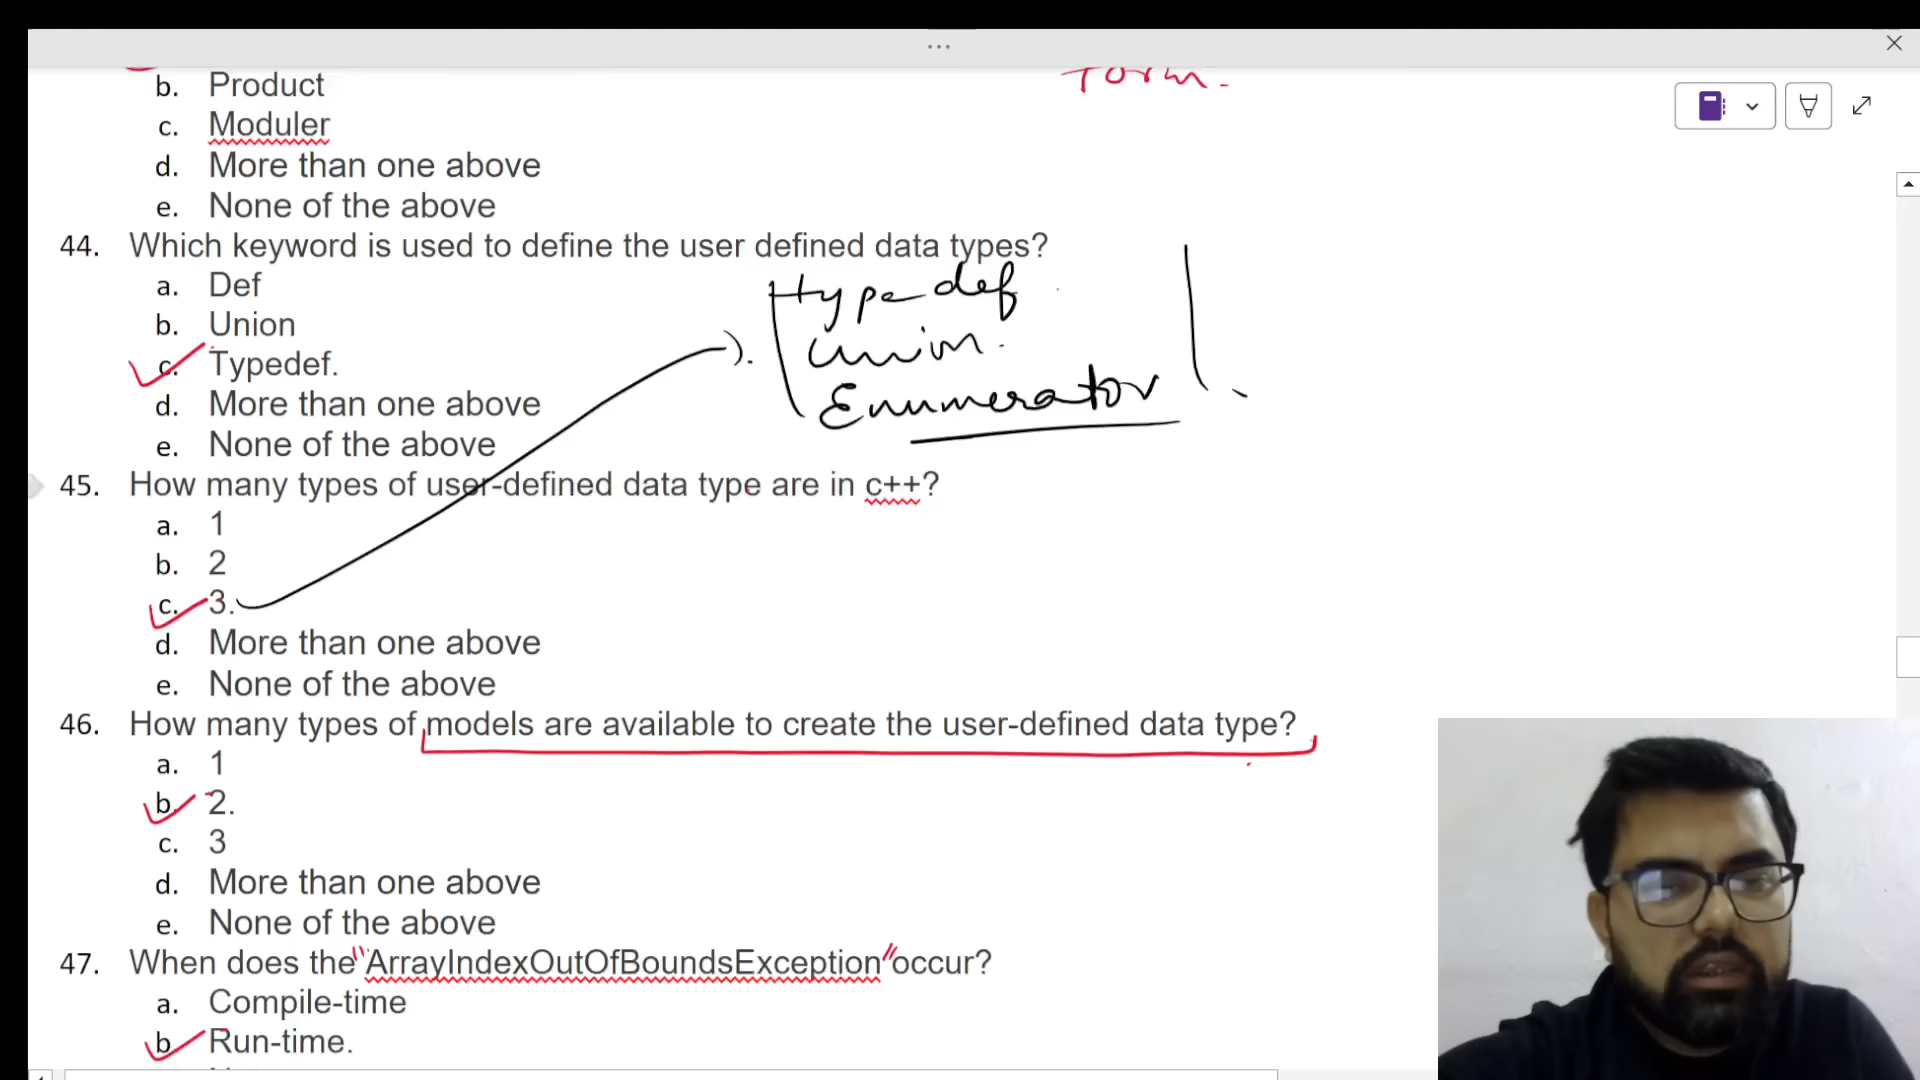 Form.
b. Product
c. Moduler
d. More than one above
e. None of the above
44. Which keyword is used to define the user defined data types?
a. Def
b. Union
c. Typedef.
d. More than one above
e. None of the above
typedef
union.
Enumerator
45. How many types of user-defined data type are in c++?
a. 1
b. 2
c. 3.
d. More than one above
e. None of the above
46. How many types of models are available to create the user-defined data type?
a. 1
b. 2.
c. 3
d. More than one above
e. None of the above
47. When does the "ArrayIndexOutOfBoundsException" occur?
a. Compile-time
b. Run-time.